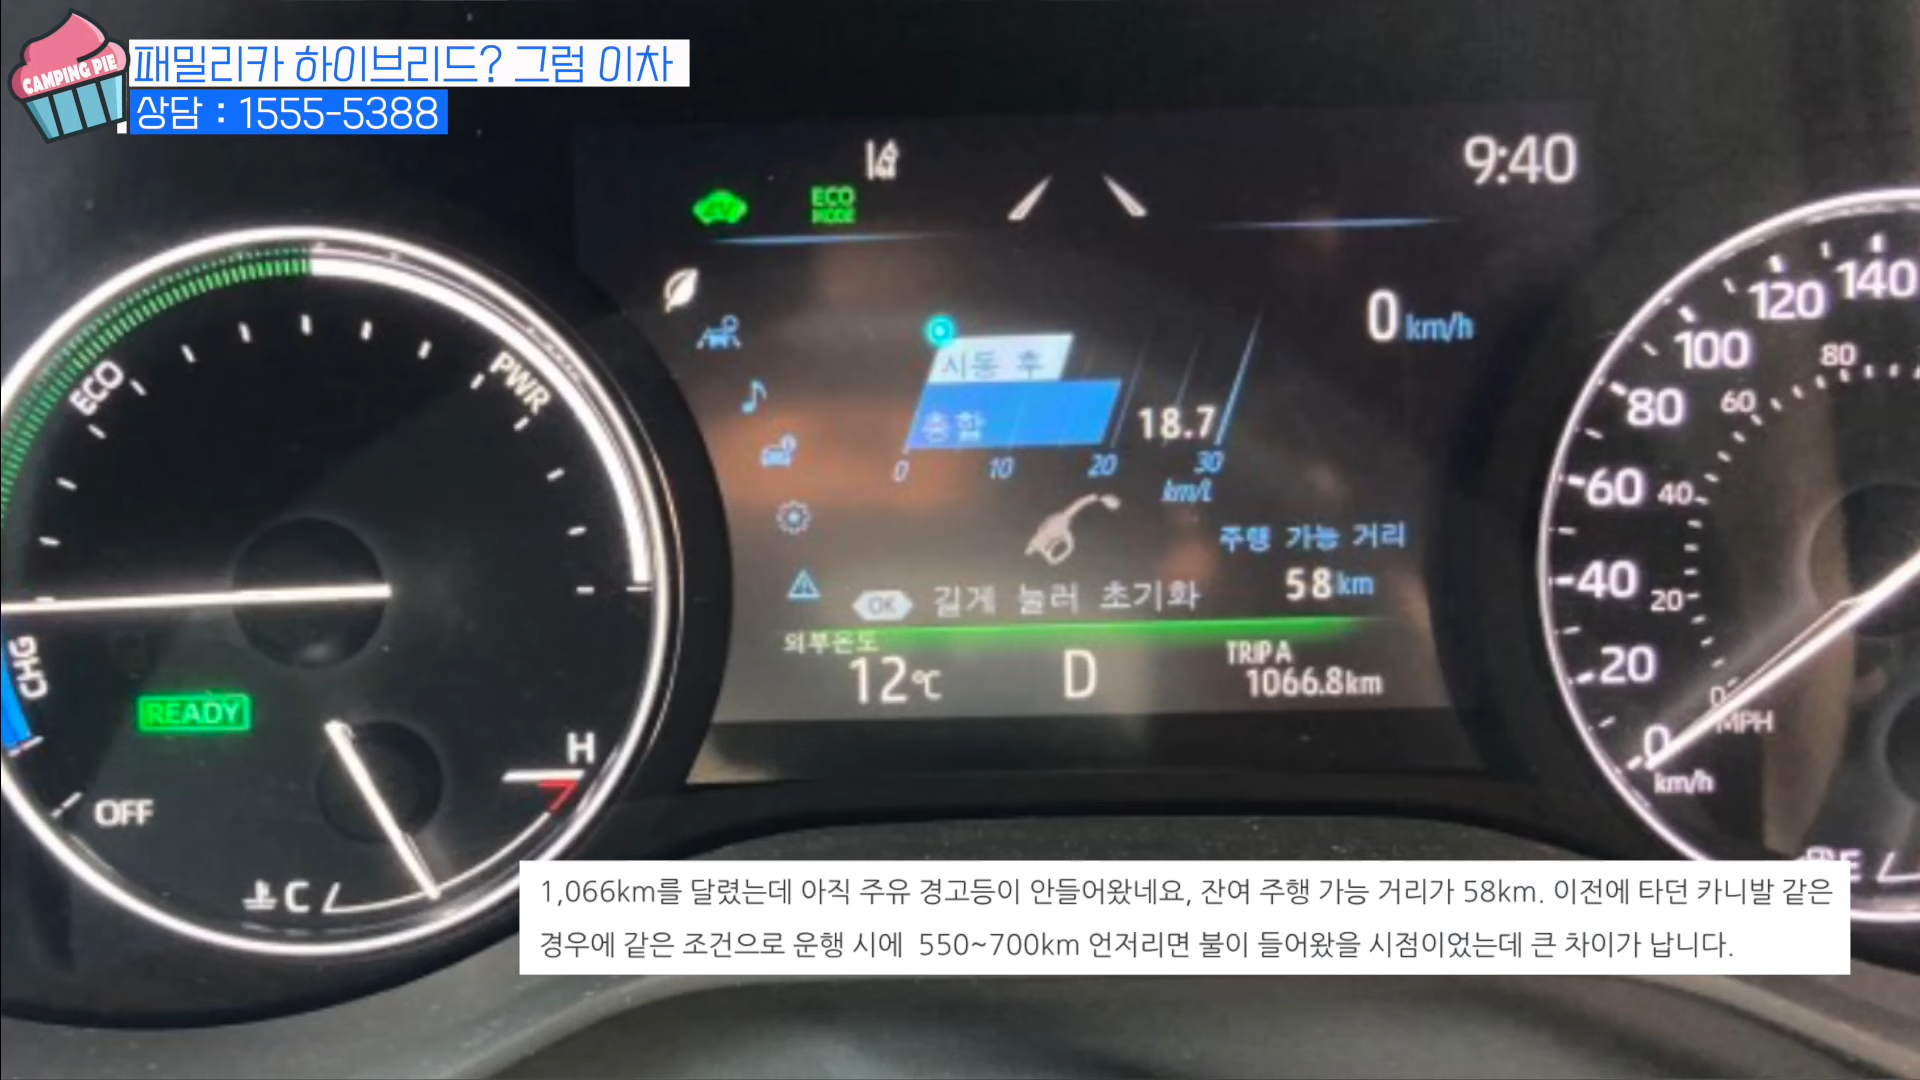 패밀리카 하이브리드? 그럼 이차
CAMPING PIE
상담 : 1555-5388
9:40
EV
ECO
MODE
0 km/h
시동 후
총합
18.7
0 10 20 30
km/ℓ
주행 가능 거리
58 km
OK 길게 눌러 초기화
외부온도
12℃
D
TRIP A
1066.8km
ECO
PWR
CHG
READY
OFF
H
C
140
120
100
80
60
40
20
0
km/h
80
60
40
20
0
MPH
1,066km를 달렸는데 아직 주유 경고등이 안들어왔네요, 잔여 주행 가능 거리가 58km. 이전에 타던 카니발 같은
경우에 같은 조건으로 운행 시에 550~700km 언저리면 불이 들어왔을 시점이었는데 큰 차이가 납니다.